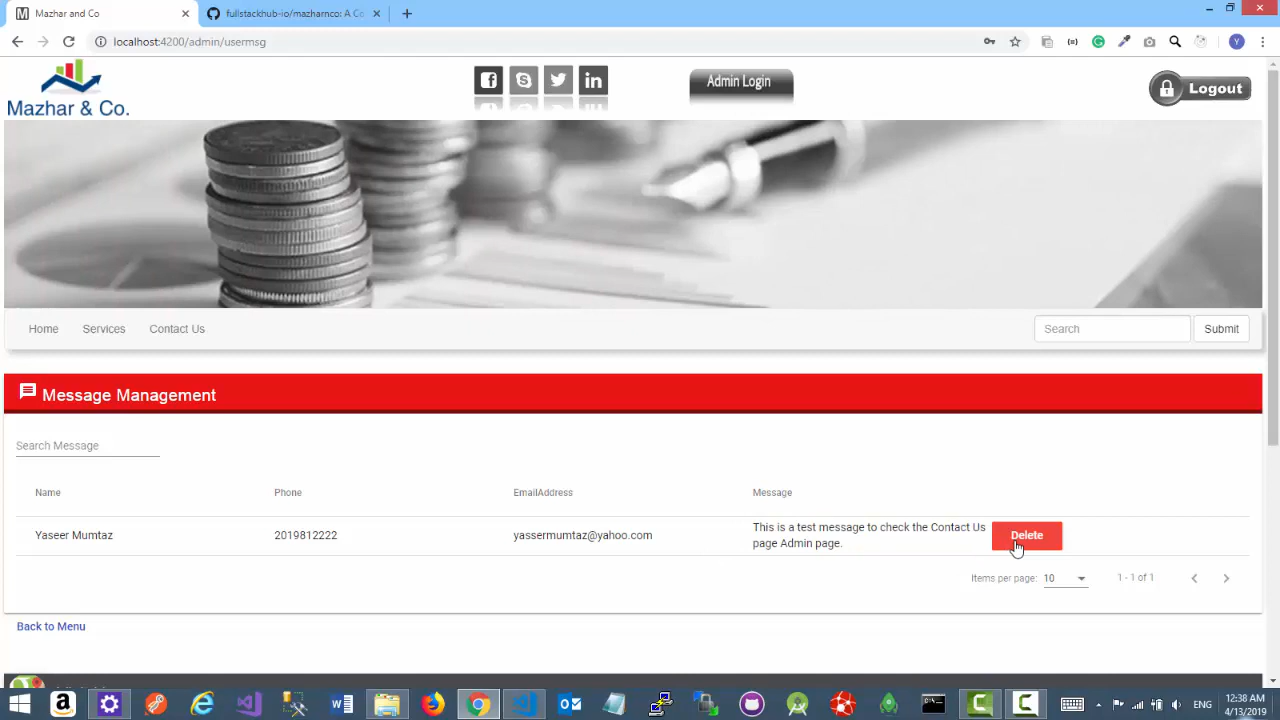 Mazhar and Co
fullstackhub-io/mazharnco: A Co
localhost:4200/admin/usermsg
Mazhar & Co.
Admin Login
Logout
Home
Services
Contact Us
Search
Submit
Message Management
Search Message
Name
Phone
EmailAddress
Message
Yaseer Mumtaz
2019812222
yassermumtaz@yahoo.com
This is a test message to check the Contact Us
page Admin page.
Delete
Items per page:
10
1 - 1 of 1
Back to Menu
ENG
12:38 AM
4/13/2019